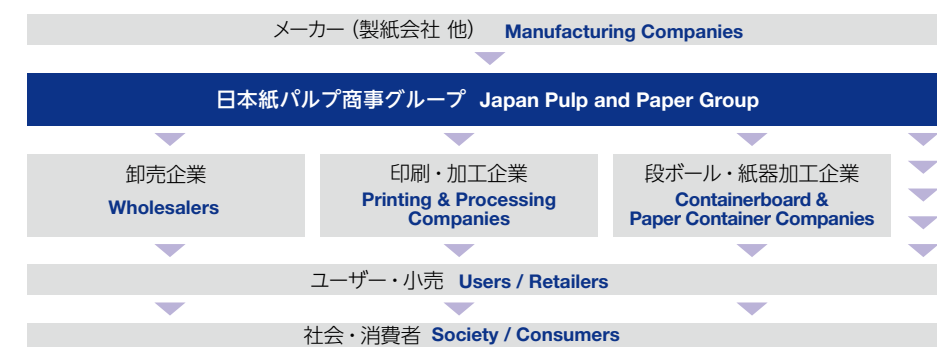 メーカー (製紙会社 他) Manufacturing Companies
日本紙パルプ商事グループ Japan Pulp and Paper Group
卸売企業
Wholesalers
印刷・加工企業
Printing & Processing
Companies
段ボール・紙器加工企業
Containerboard &
Paper Container Companies
ユーザー・小売 Users / Retailers
社会・消費者 Society / Consumers